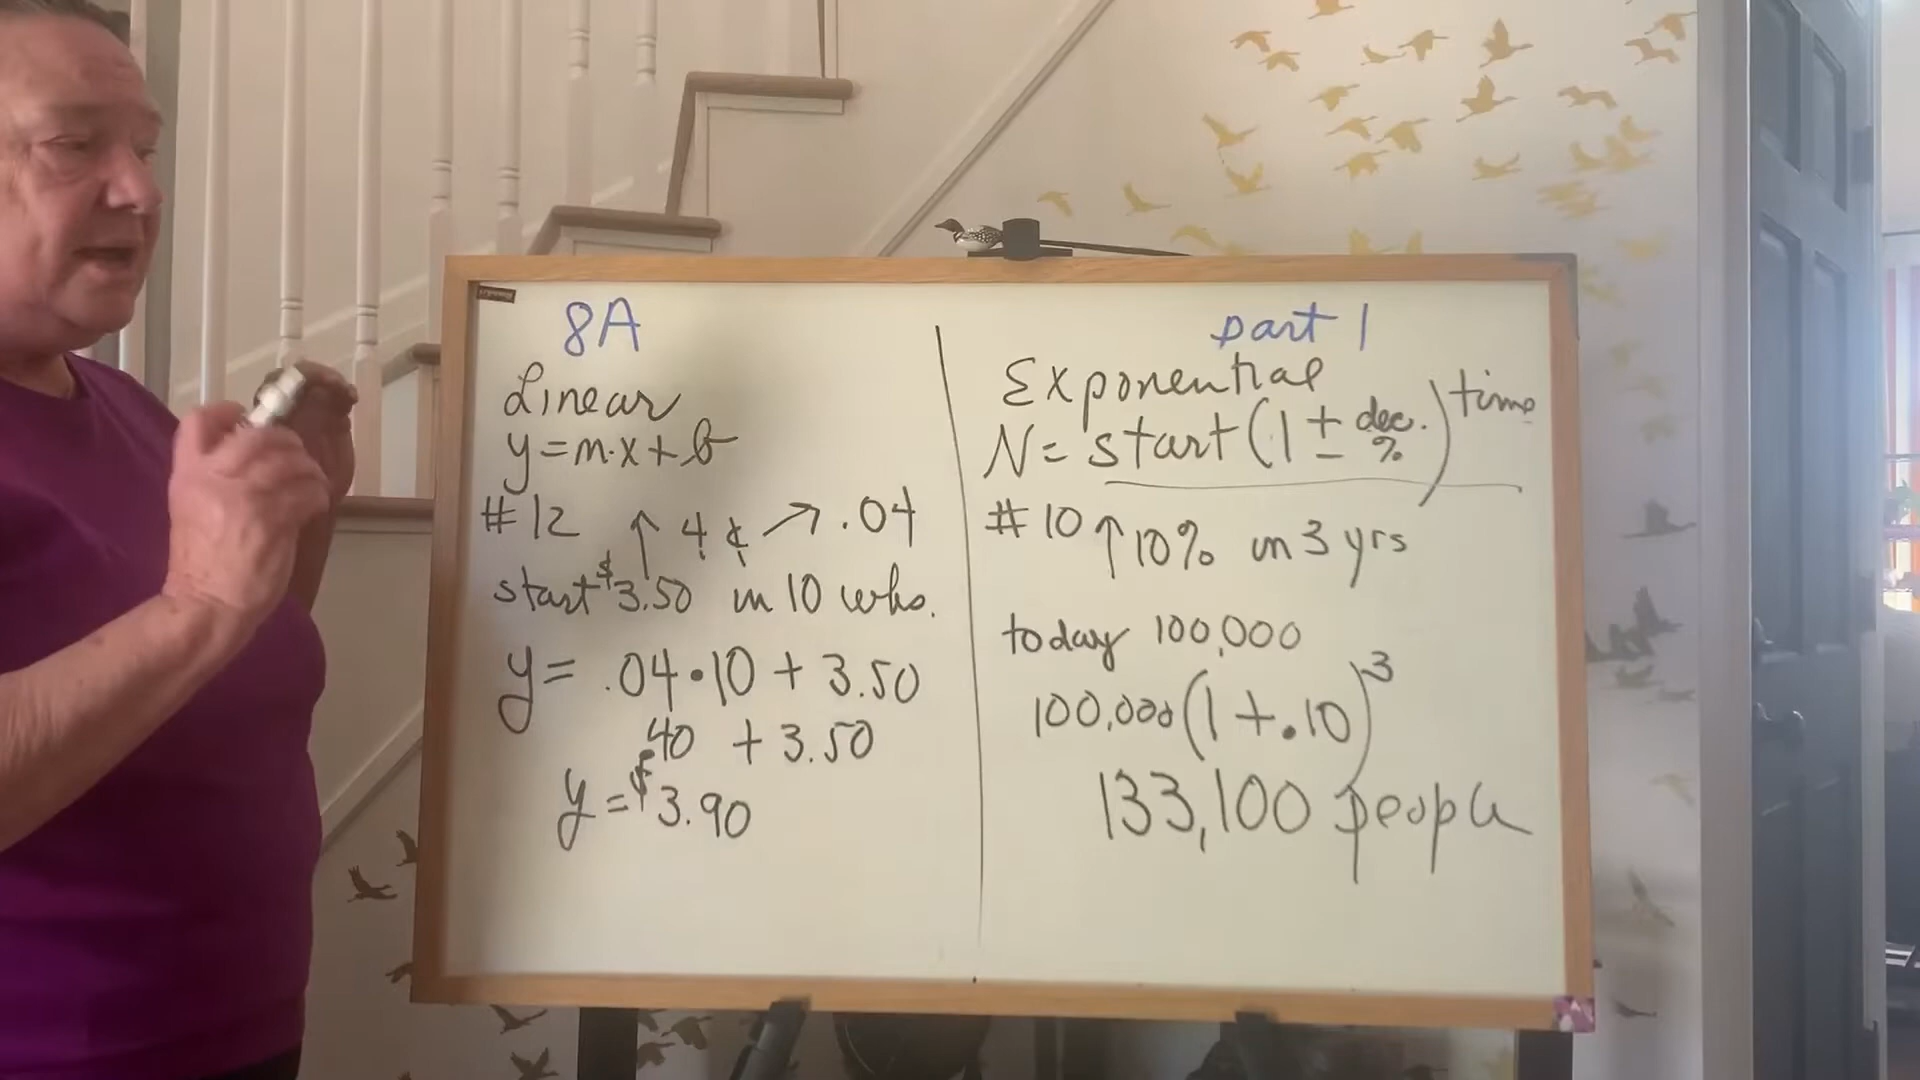 8A
Linear
y = m·x + b
#12 ↑ 4¢ → .04
start $3.50 in 10 wks.
y = .04 · 10 + 3.50
.40 + 3.50
y = $3.90
part 1
Exponential
N = start (1 ± dec. %) time
#10 ↑ 10% in 3 yrs
today 100,000
100,000 (1 + .10)³
133,100 people